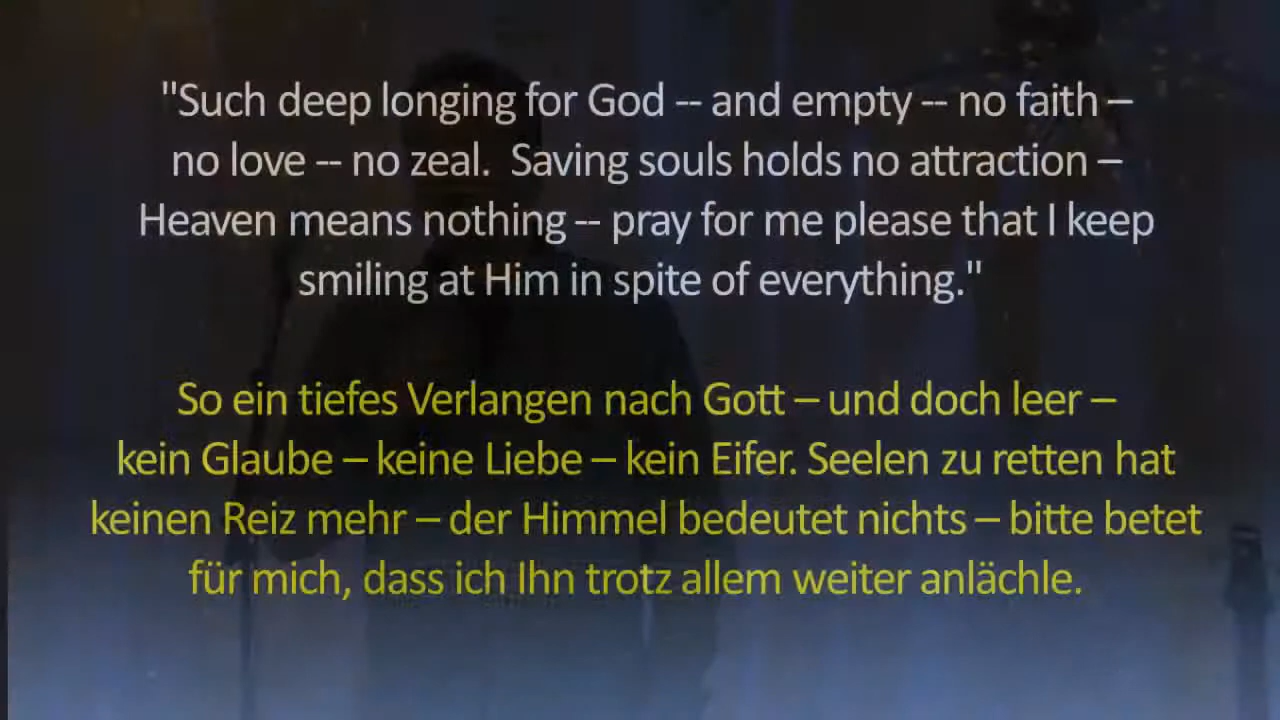 "Such deep longing for God -- and empty -- no faith –
no love -- no zeal.  Saving souls holds no attraction –
Heaven means nothing -- pray for me please that I keep
smiling at Him in spite of everything."
So ein tiefes Verlangen nach Gott – und doch leer –
kein Glaube – keine Liebe – kein Eifer. Seelen zu retten hat
keinen Reiz mehr – der Himmel bedeutet nichts – bitte betet
für mich, dass ich Ihn trotz allem weiter anlächle.